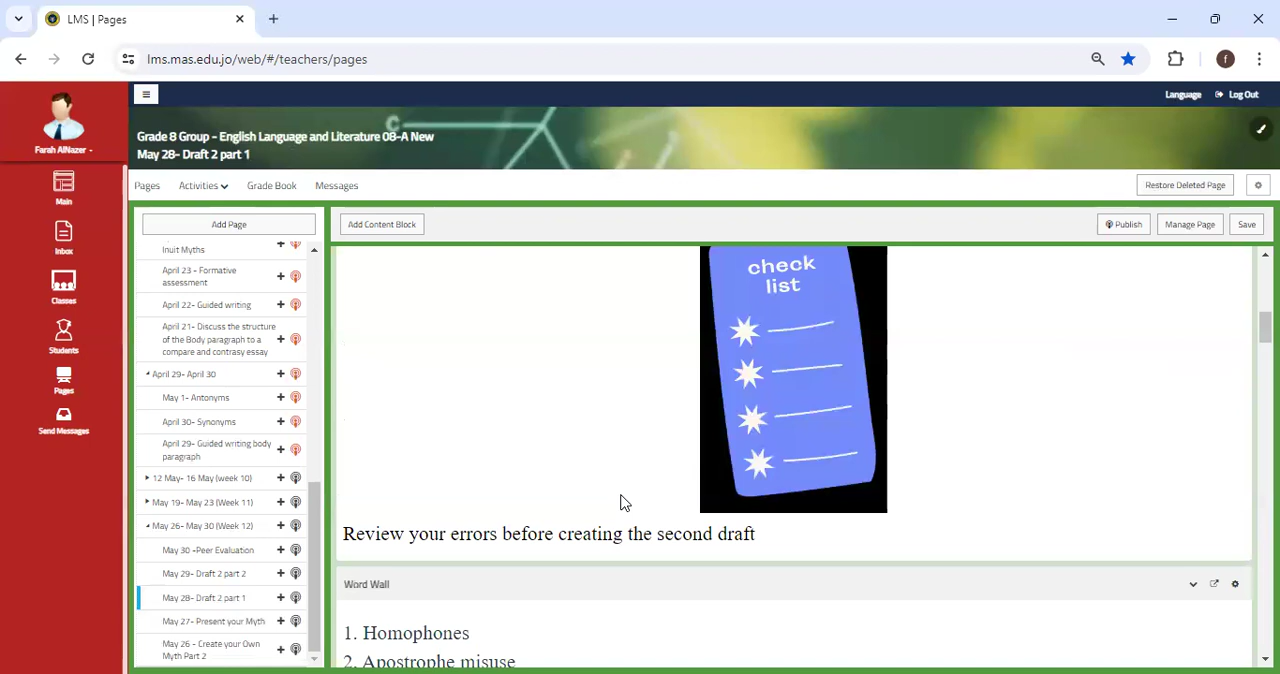 LMS | Pages
lms.mas.edu.jo/web/#/teachers/pages
f
Language
Log Out
Farah AlNazer
Grade 8 Group - English Language and Literature 08-A New
May 28- Draft 2 part 1
Pages
Activities
Grade Book
Messages
Restore Deleted Page
Main
Inbox
Classes
Students
Pages
Send Messages
Add Page
Add Content Block
Publish
Manage Page
Save
Inuit Myths
April 23 - Formative
assessment
April 22- Guided writing
April 21- Discuss the structure
of the Body paragraph to a
compare and contrasy essay
April 29- April 30
May 1- Antonyms
April 30- Synonyms
April 29- Guided writing body
paragraph
12 May- 16 May (week 10)
May 19- May 23 (Week 11)
May 26- May 30 (Week 12)
May 30 -Peer Evaluation
May 29- Draft 2 part 2
May 28- Draft 2 part 1
May 27- Present your Myth
May 26 - Create your Own
Myth Part 2
check
list
Review your errors before creating the second draft
Word Wall
1. Homophones
2. Apostrophe misuse